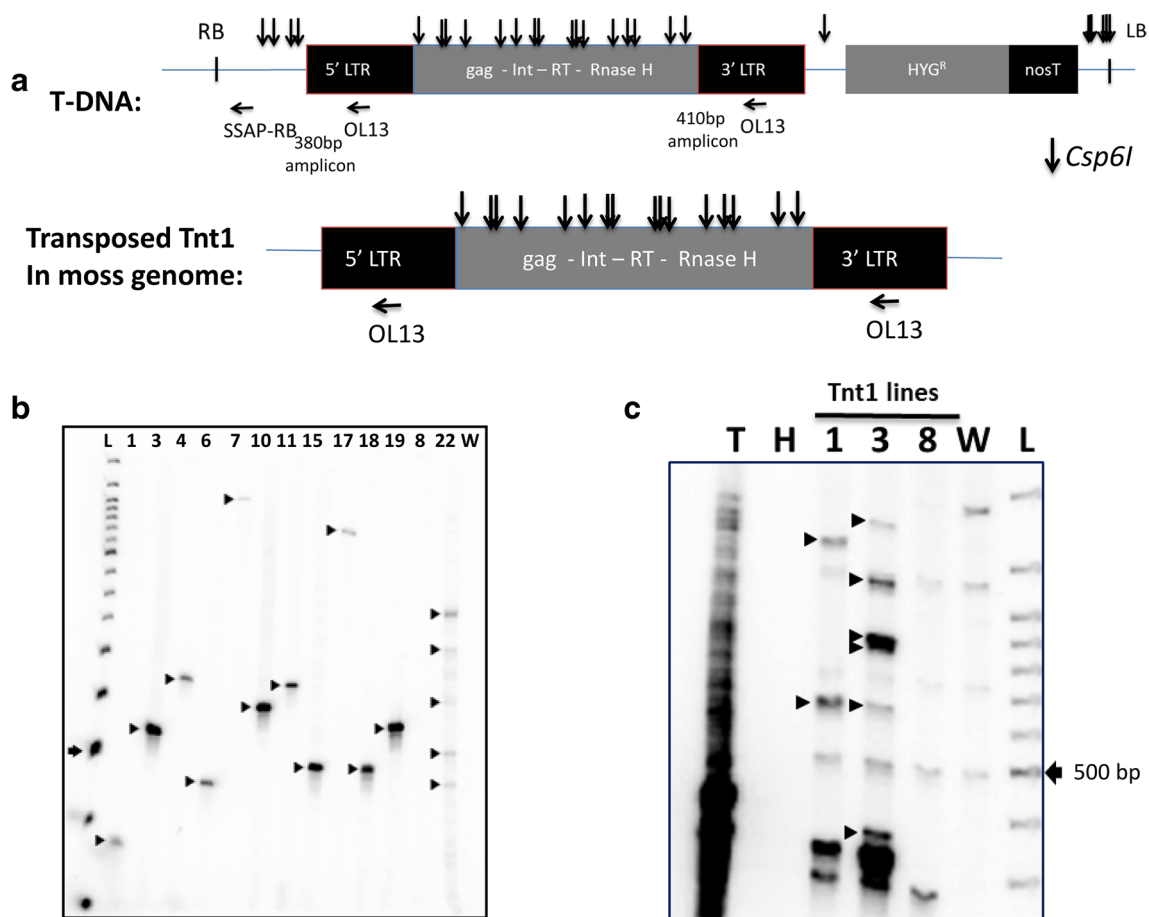 a
RB
LB
5’ LTR
gag - Int – RT - Rnase H
3’ LTR
HYGᴿ
nosT
T-DNA:
SSAP-RB
OL13
380bp
amplicon
410bp
amplicon
OL13
Csp6I
Transposed Tnt1
In moss genome:
5’ LTR
gag - Int – RT - Rnase H
3’ LTR
OL13
OL13
b
L 1 3 4 6 7 10 11 15 17 18 19 8 22 W
c
Tnt1 lines
T H 1 3 8 W L
500 bp